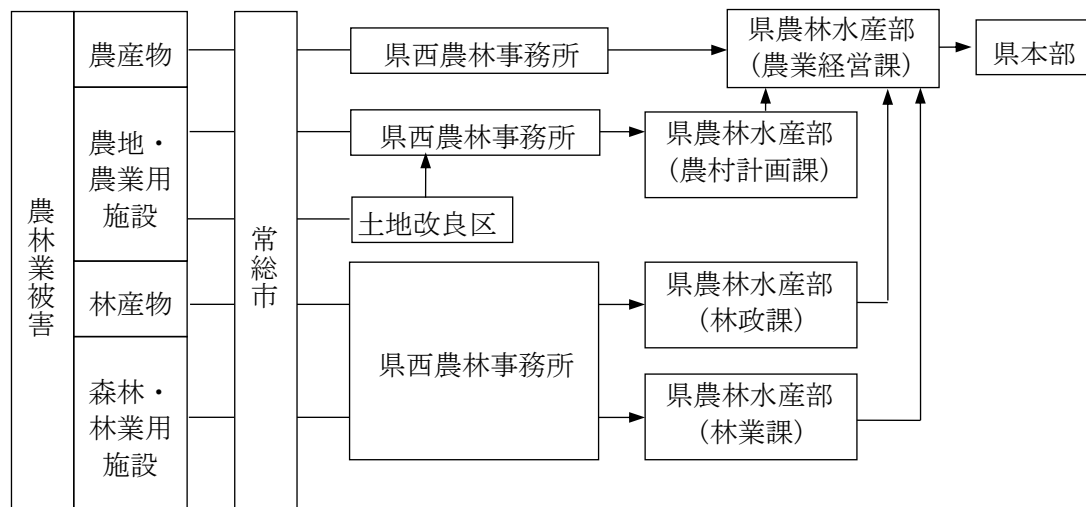 農林業被害
農産物
農地・
農業用
施設
林産物
森林・
林業用
施設
常総市
県西農林事務所
県農林水産部
(農業経営課)
県本部
県西農林事務所
県農林水産部
(農村計画課)
土地改良区
県西農林事務所
県農林水産部
(林政課)
県農林水産部
(林業課)